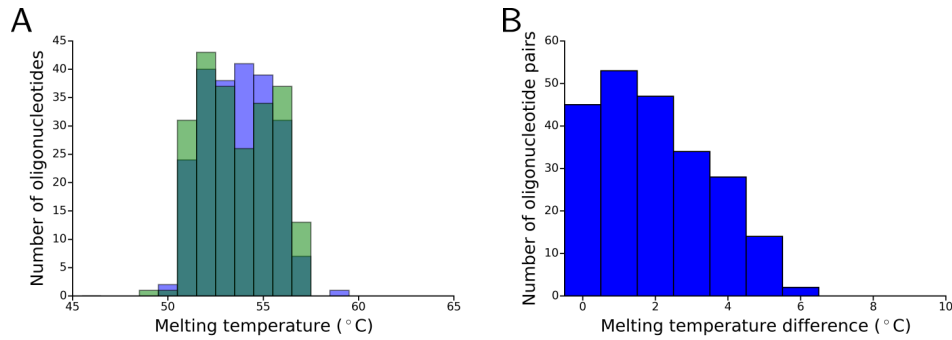 A
Number of oligonucleotides
45
40
35
30
25
20
15
10
5
0
45 50 55 60 65
Melting temperature (°C)
B
Number of oligonucleotide pairs
60
50
40
30
20
10
0
0 2 4 6 8 10
Melting temperature difference (°C)